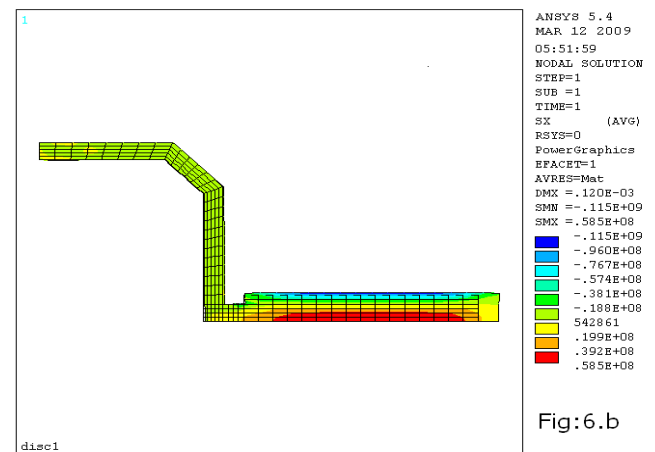 1
ANSYS 5.4
MAR 12 2009
05:51:59
NODAL SOLUTION
STEP=1
SUB =1
TIME=1
SX (AVG)
RSYS=0
PowerGraphics
EFACET=1
AVRES=Mat
DMX =.120E-03
SMN =-.115E+09
SMX =.585E+08
-.115E+09
-.960E+08
-.767E+08
-.574E+08
-.381E+08
-.188E+08
542861
.199E+08
.392E+08
.585E+08
Fig:6.b
disc1